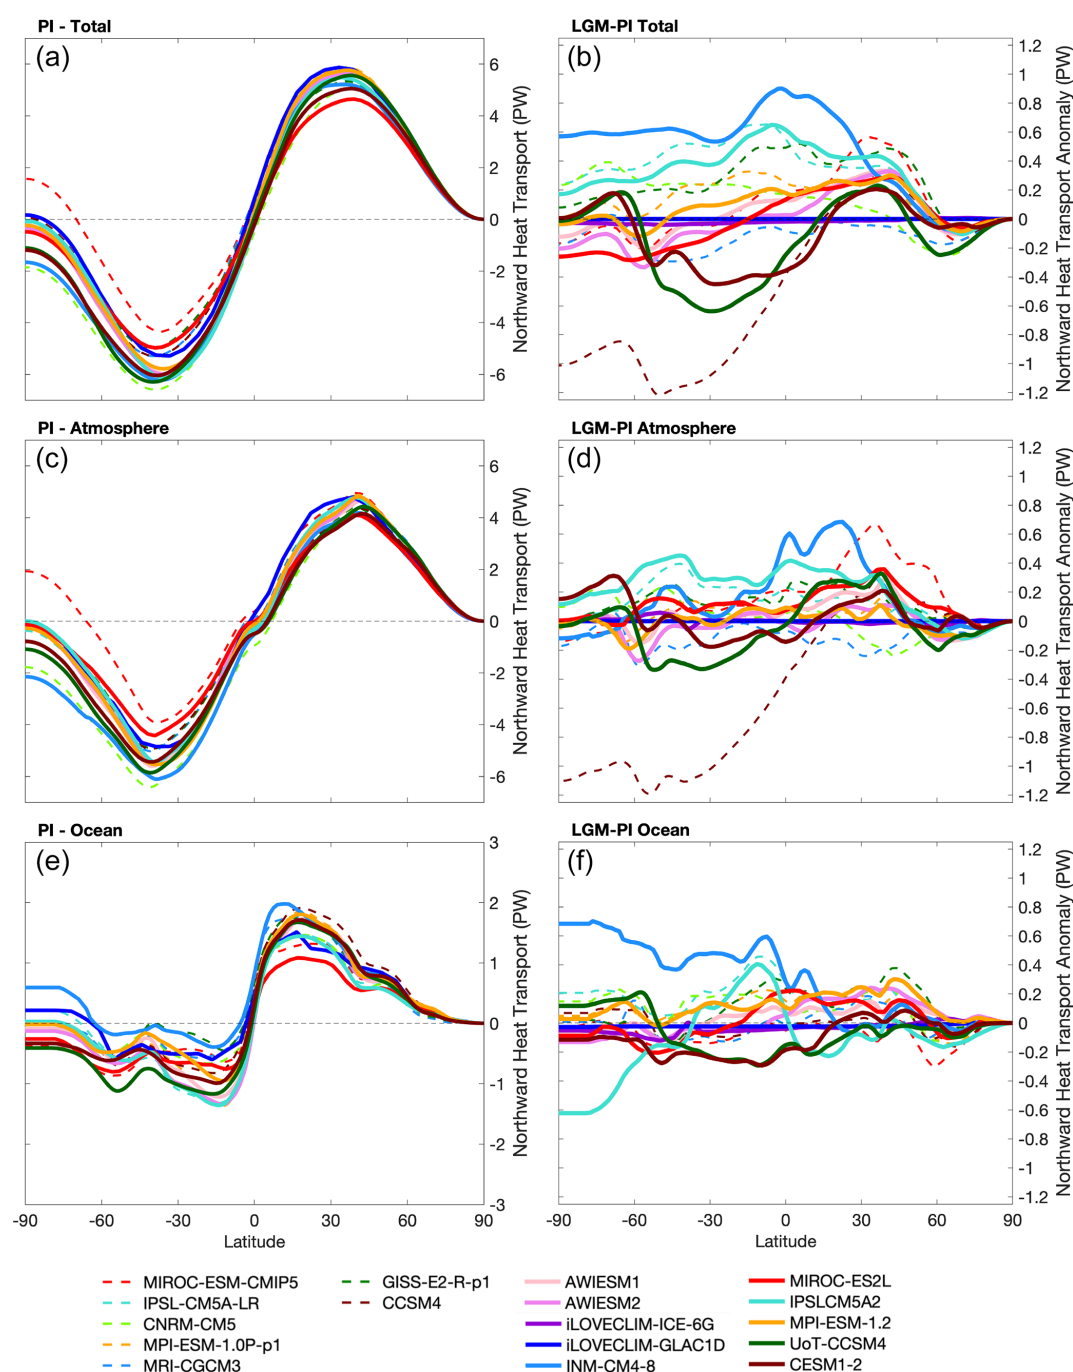 PI - Total
LGM-PI Total
(a)
6
4
2
0
-2
-4
-6
Northward Heat Transport (PW)
(b)
1.2
1
0.8
0.6
0.4
0.2
0
-0.2
-0.4
-0.6
-0.8
-1
-1.2
Northward Heat Transport Anomaly (PW)
PI - Atmosphere
LGM-PI Atmosphere
(c)
6
4
2
0
-2
-4
-6
Northward Heat Transport (PW)
(d)
1.2
1
0.8
0.6
0.4
0.2
0
-0.2
-0.4
-0.6
-0.8
-1
-1.2
Northward Heat Transport Anomaly (PW)
PI - Ocean
LGM-PI Ocean
(e)
3
2
1
0
-1
-2
-3
Northward Heat Transport (PW)
(f)
1.2
1
0.8
0.6
0.4
0.2
0
-0.2
-0.4
-0.6
-0.8
-1
-1.2
Northward Heat Transport Anomaly (PW)
-90 -60 -30 0 30 60 90
Latitude
-90 -60 -30 0 30 60 90
Latitude
MIROC-ESM-CMIP5
IPSL-CM5A-LR
CNRM-CM5
MPI-ESM-1.0P-p1
MRI-CGCM3
GISS-E2-R-p1
CCSM4
AWIESM1
AWIESM2
iLOVECLIM-ICE-6G
iLOVECLIM-GLAC1D
INM-CM4-8
MIROC-ES2L
IPSLCM5A2
MPI-ESM-1.2
UoT-CCSM4
CESM1-2